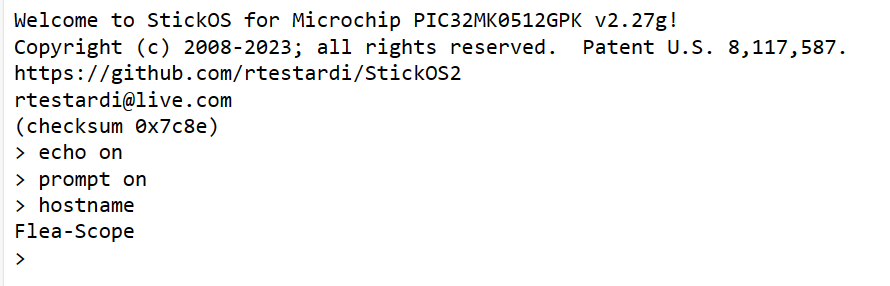 Welcome to StickOS for Microchip PIC32MK0512GPK v2.27g!
Copyright (c) 2008-2023; all rights reserved.  Patent U.S. 8,117,587.
https://github.com/rtestardi/StickOS2
rtestardi@live.com
(checksum 0x7c8e)
> echo on
> prompt on
> hostname
Flea-Scope
>